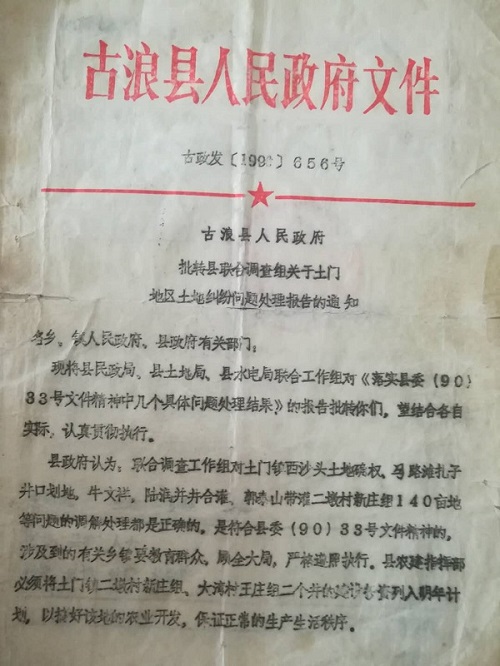 古浪县人民政府文件
古政发〔199 〕656号
古浪县人民政府
批转县联合调查组关于土门
地区土地纠纷问题处理报告的通知
各乡、镇人民政府、县政府有关部门:
现将县民政局、县土地局、县水电局联合工作组对《落实县委(90)
33号文件精神中几个具体问题处理结果》的报告批转你们,望结合各自
实际,认真贯彻执行。
县政府认为:联合调查工作组对土门镇西沙头土地确权,马路滩扎子
井口划地,牛文祥,陆浜井井合灌,郭 山带滩二墩村新庄组140亩地
等问题的调解处理都是正确的,是符合县委(90)33号文件精神的。
涉及到的有关乡镇要教育群众,顾全大局,严格遵照执行。县农建指挥部
必须将土门镇二墩村新庄组、大湾村王庄组二个井的 列入明年计
划,以搞好该地的农业开发,保证正常的生产生活秩序。